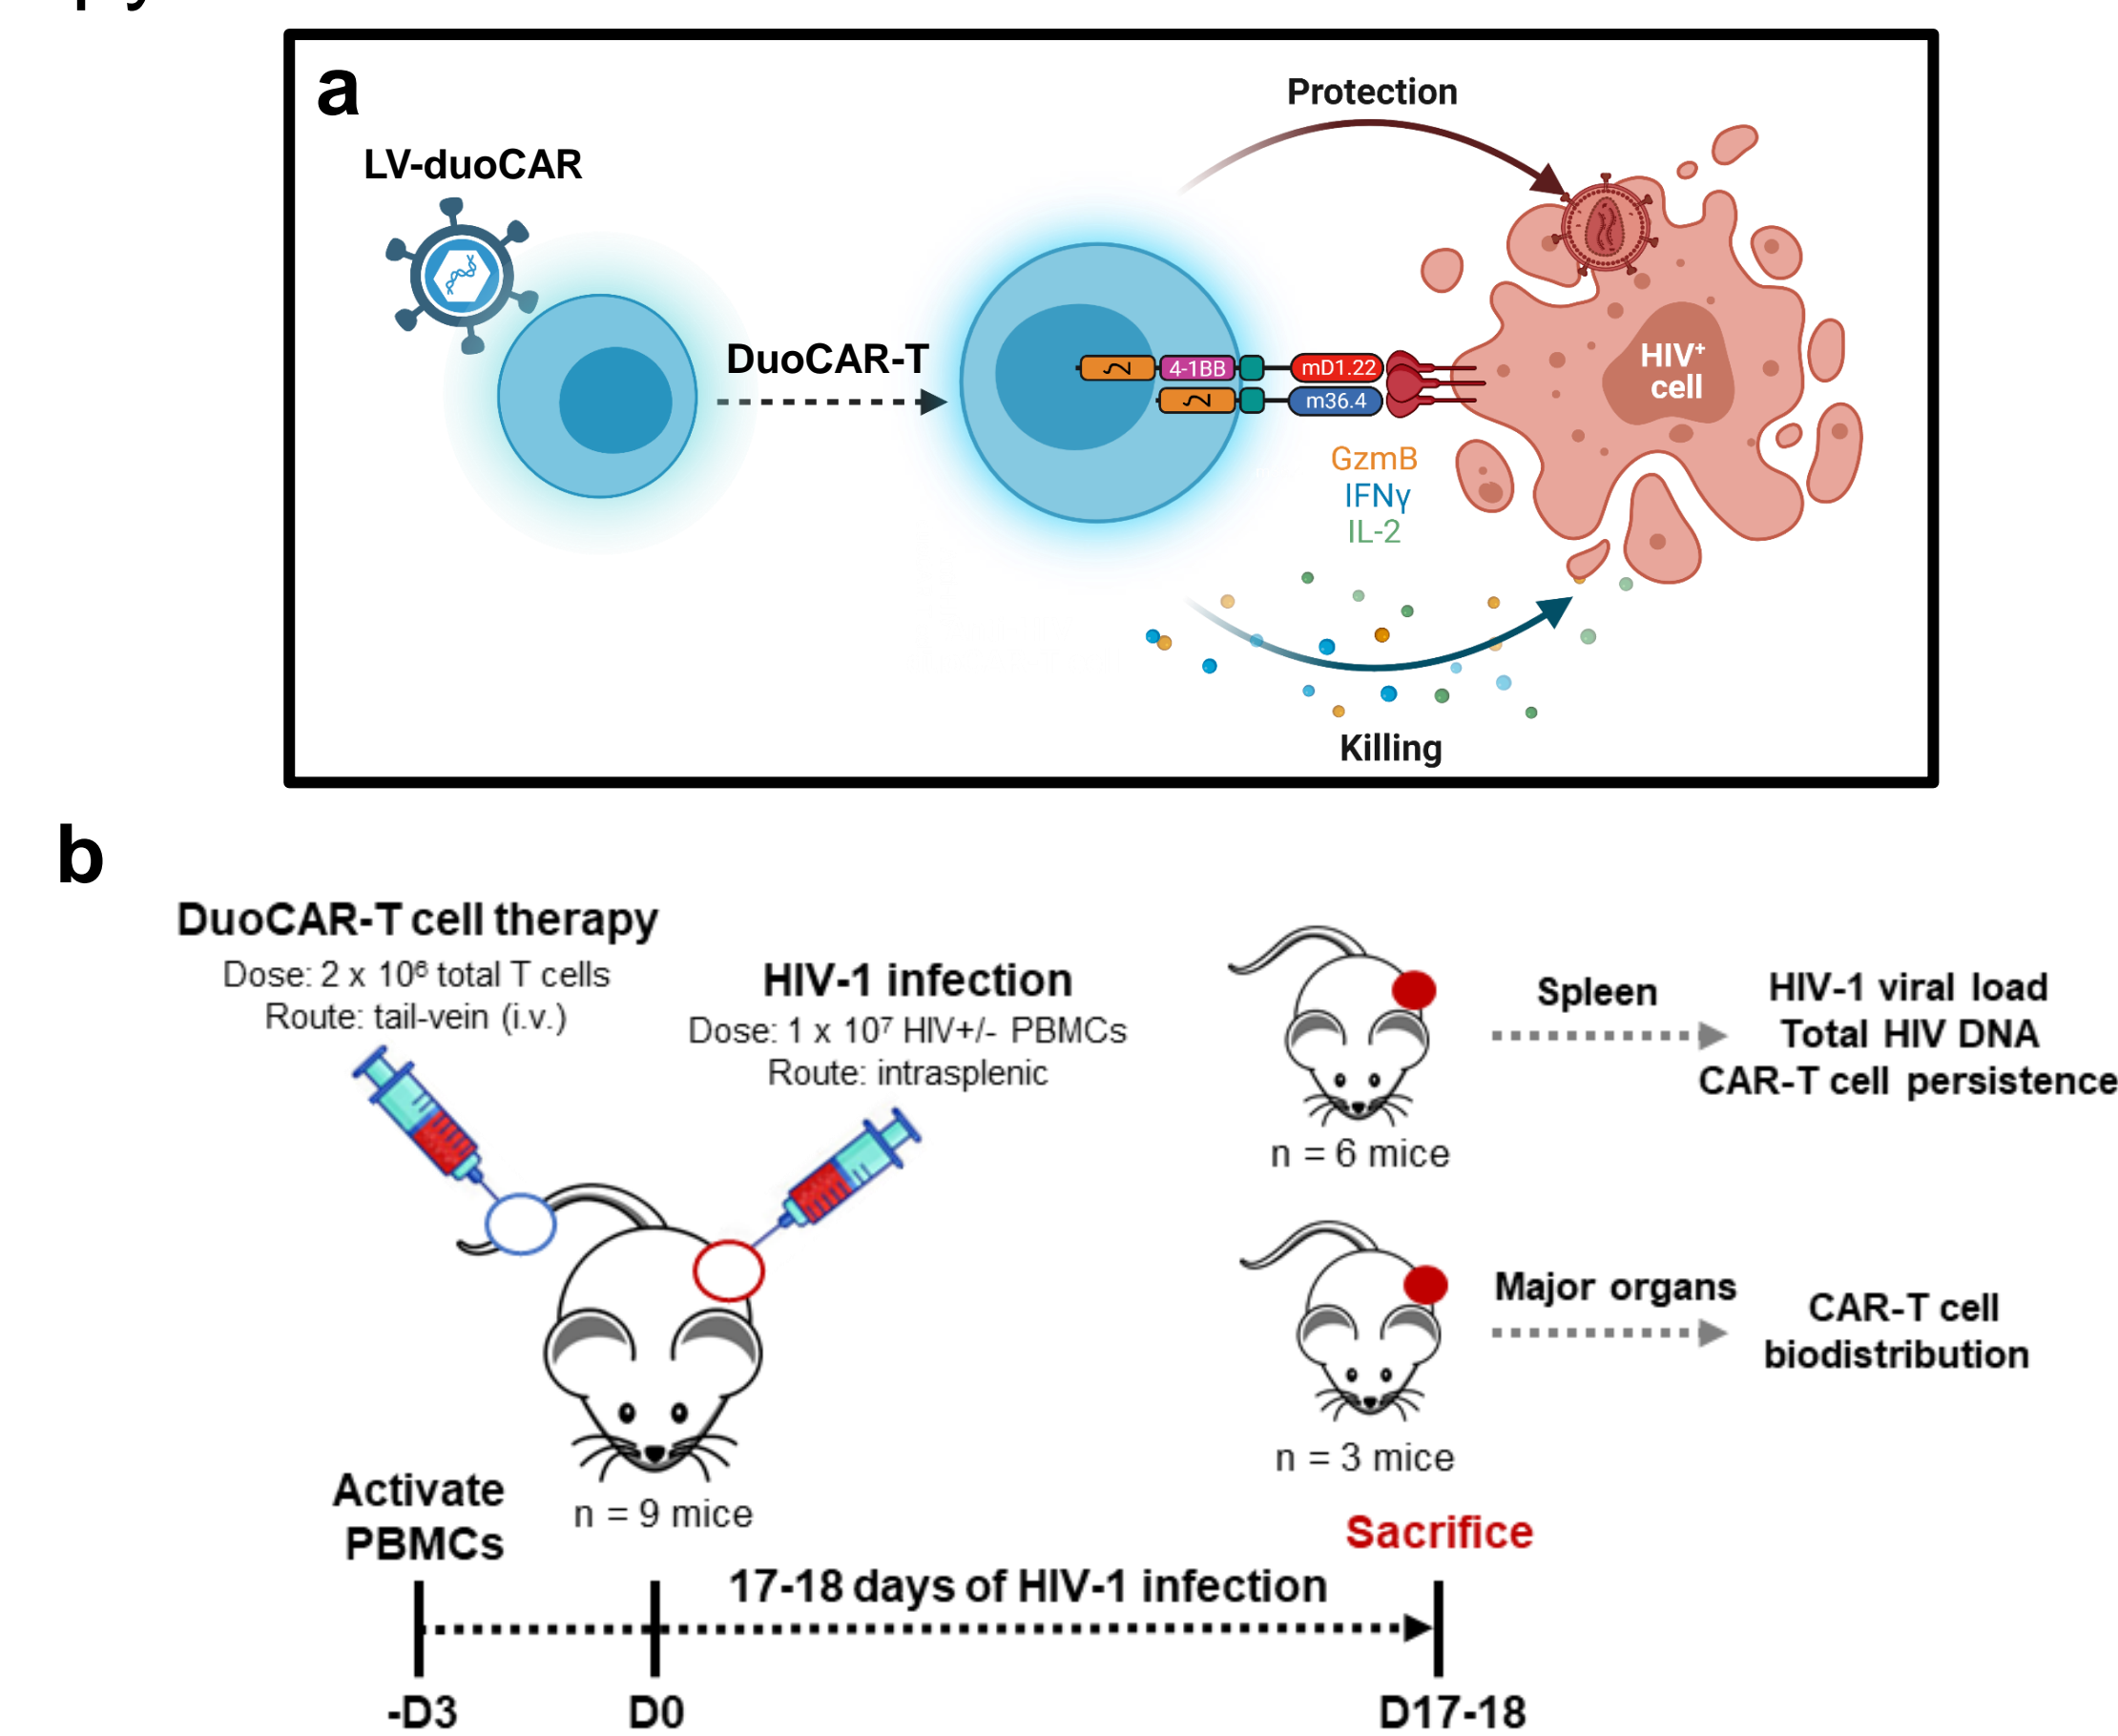 a
LV-duoCAR
DuoCAR-T
Protection
4-1BB
mD1.22
m36.4
HIV⁺
cell
GzmB
IFNγ
IL-2
Killing
b
DuoCAR-T cell therapy
Dose: 2 x 10⁶ total T cells
Route: tail-vein (i.v.)
HIV-1 infection
Dose: 1 x 10⁷ HIV+/- PBMCs
Route: intrasplenic
n = 9 mice
Spleen
HIV-1 viral load
Total HIV DNA
CAR-T cell persistence
n = 6 mice
Major organs
CAR-T cell
biodistribution
n = 3 mice
Activate
PBMCs
Sacrifice
17-18 days of HIV-1 infection
-D3
D0
D17-18